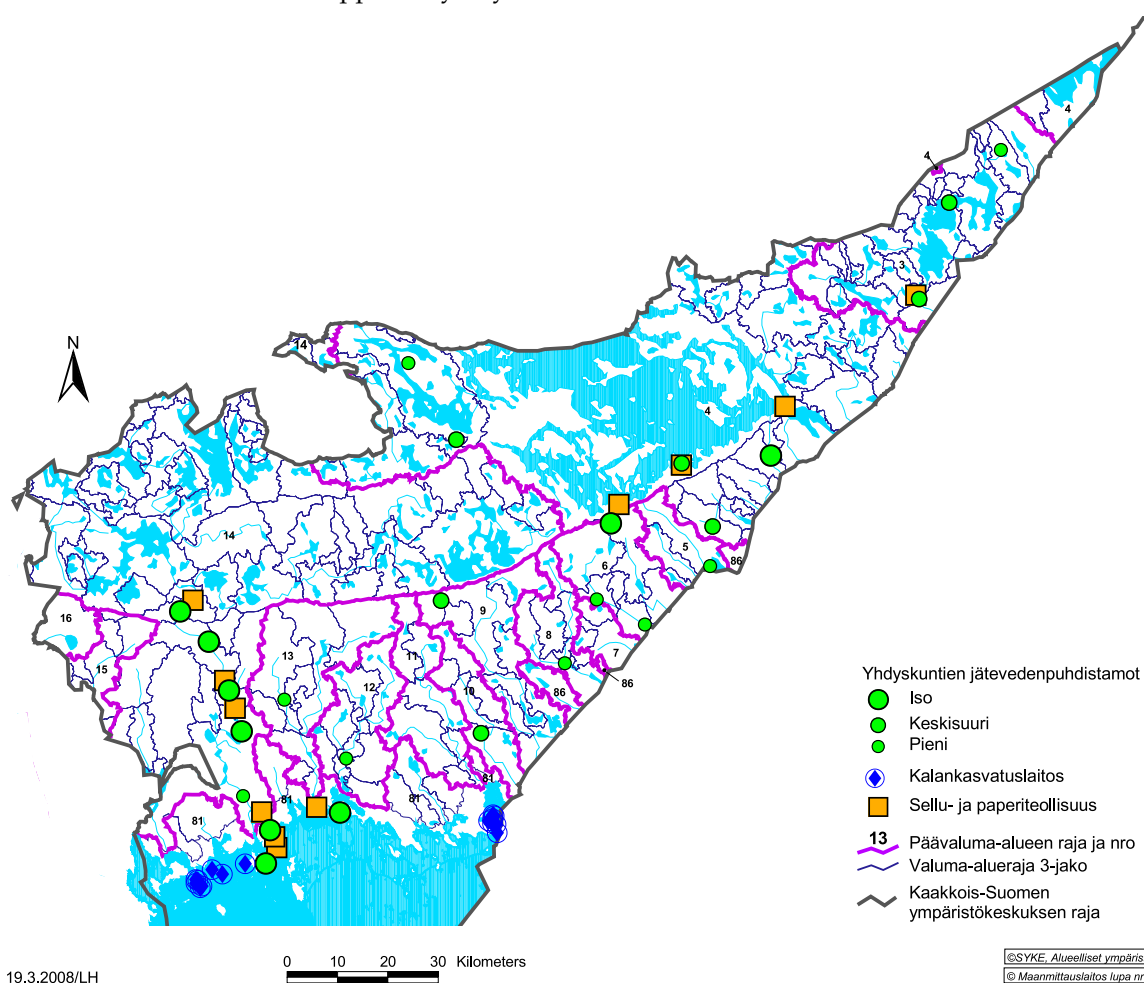 4
4
3
N
14
4
14
5
86
6
16
9
8
15
13
11
7
12
86
10
86
81
81
81
81
Yhdyskuntien jätevedenpuhdistamot
Iso
Keskisuuri
Pieni
Kalankasvatuslaitos
Sellu- ja paperiteollisuus
13 Päävaluma-alueen raja ja nro
Valuma-alueraja 3-jako
Kaakkois-Suomen
ympäristökeskuksen raja
0 10 20 30 Kilometers
19.3.2008/LH
©SYKE, Alueelliset ympäris
© Maanmittauslaitos lupa nr